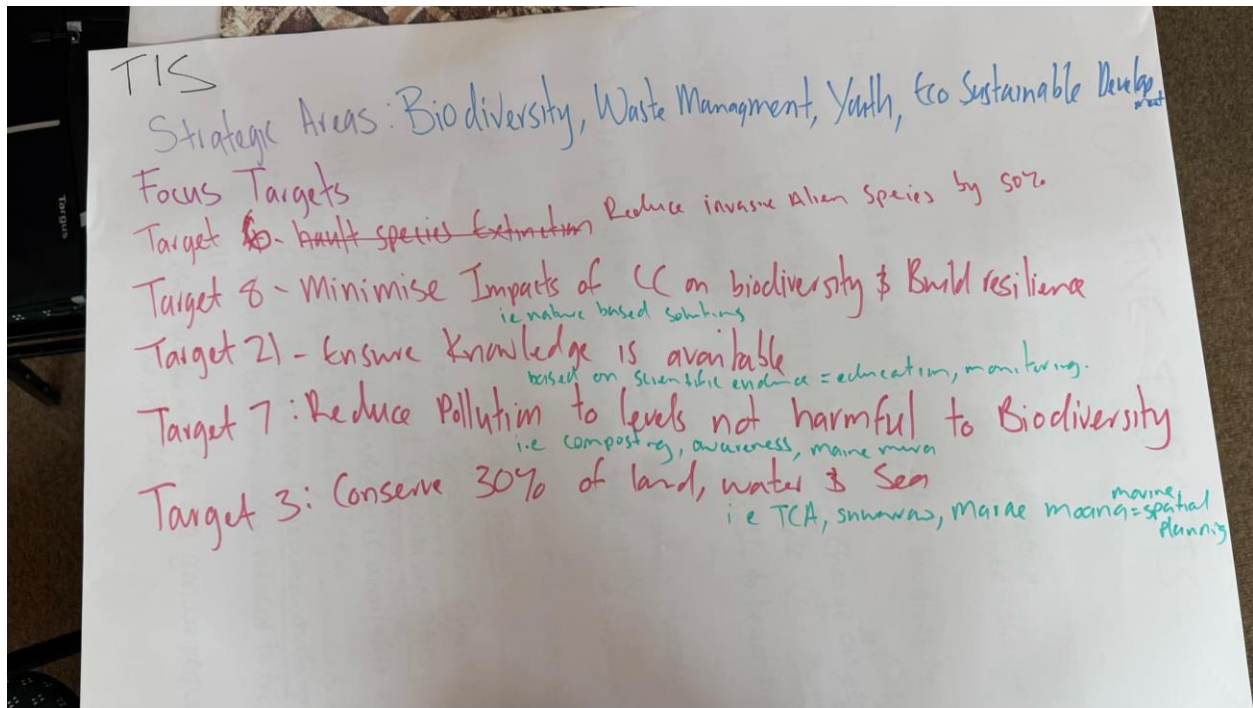 TIS
Strategic Areas: Biodiversity, Waste Managment, Youth, Eco Sustainable Development
Focus Targets
Target 6- hault species Extinction Reduce invasive Alien Species by 50%
Target 8 - Minimise Impacts of CC on biodiversity & Build resilience
ie nature based solutions
Target 21 - Ensure Knowledge is available
based on scientific evidence = education, monitoring.
Target 7: Reduce Pollution to levels not harmful to Biodiversity
i.e composting, awareness,
Target 3: Conserve 30% of land, water & Sea
i e TCA, Marae moana = marine spatial planning
Targus